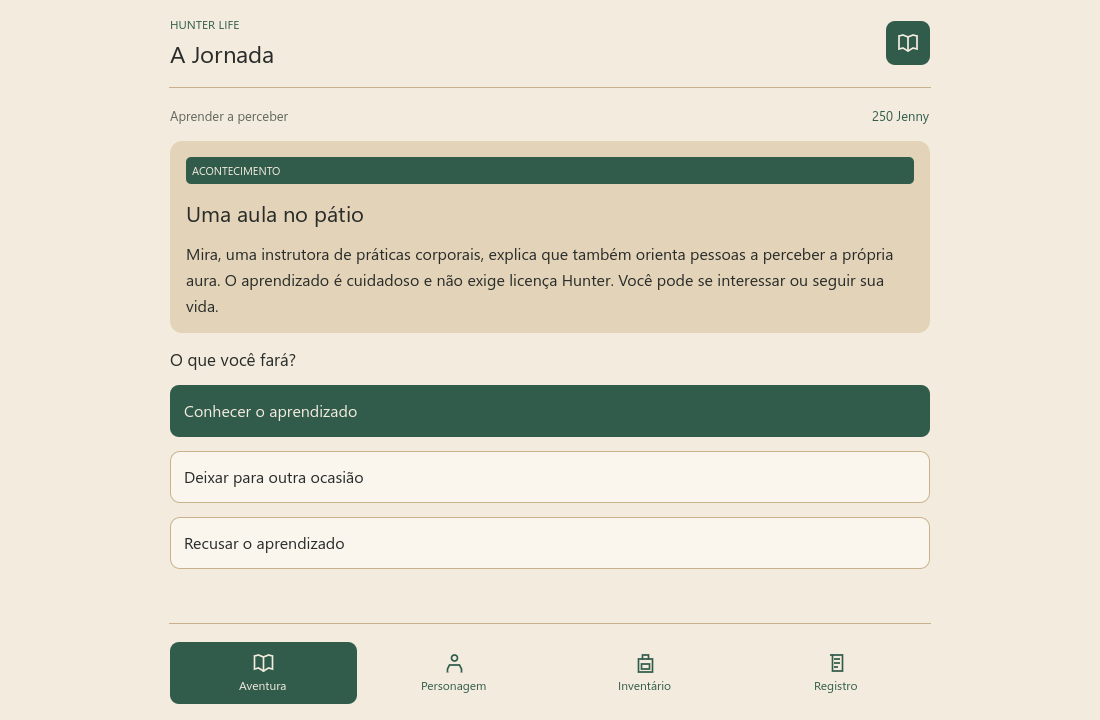 HUNTER LIFE
A Jornada
Aprender a perceber
250 Jenny
ACONTECIMENTO
Uma aula no pátio
Mira, uma instrutora de práticas corporais, explica que também orienta pessoas a perceber a própria
aura. O aprendizado é cuidadoso e não exige licença Hunter. Você pode se interessar ou seguir sua
vida.
O que você fará?
Conhecer o aprendizado
Deixar para outra ocasião
Recusar o aprendizado
Aventura
Personagem
Inventário
Registro